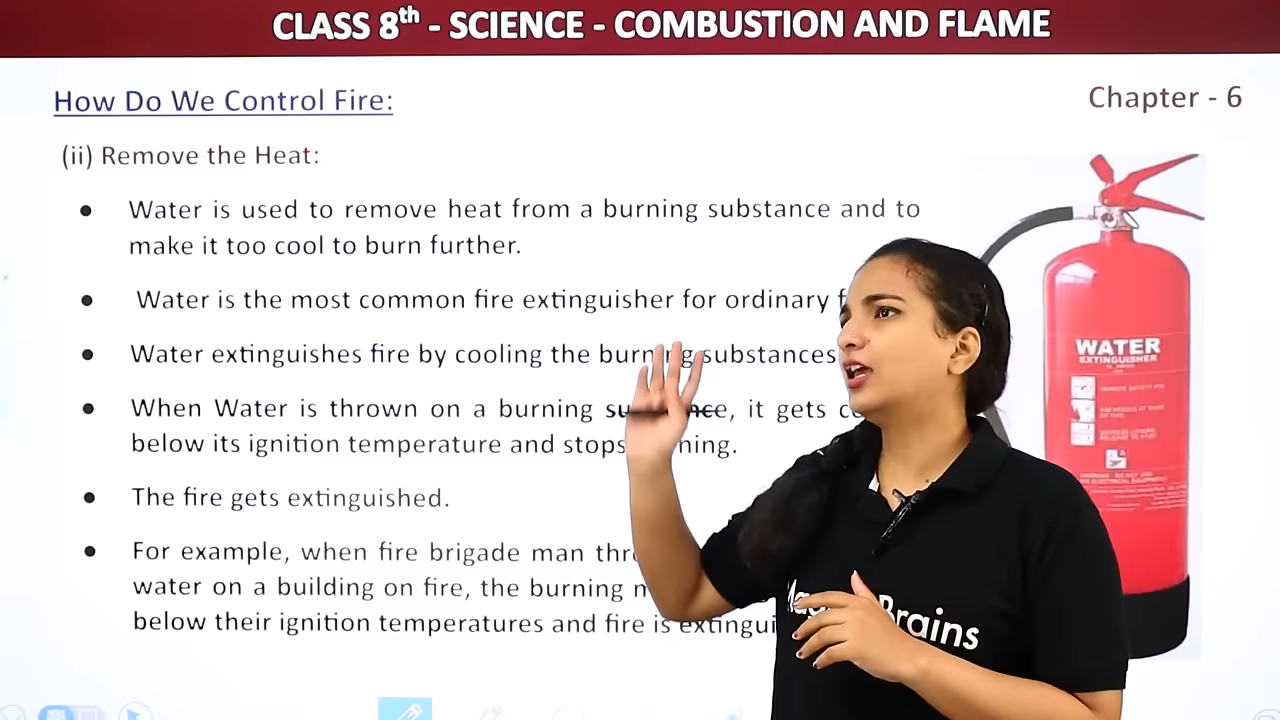 CLASS 8th - SCIENCE - COMBUSTION AND FLAME
How Do We Control Fire:
Chapter - 6
(ii) Remove the Heat:
Water is used to remove heat from a burning substance and to
make it too cool to burn further.
Water is the most common fire extinguisher for ordinary
Water extinguishes fire by cooling the burning substances
When Water is thrown on a burning, it gets
below its ignition temperature and stops
The fire gets extinguished.
For example, when fire brigade man
water on a building on fire, the burning
below their ignition temperatures and fire is
WATER
EXTINGUISHER
Brains